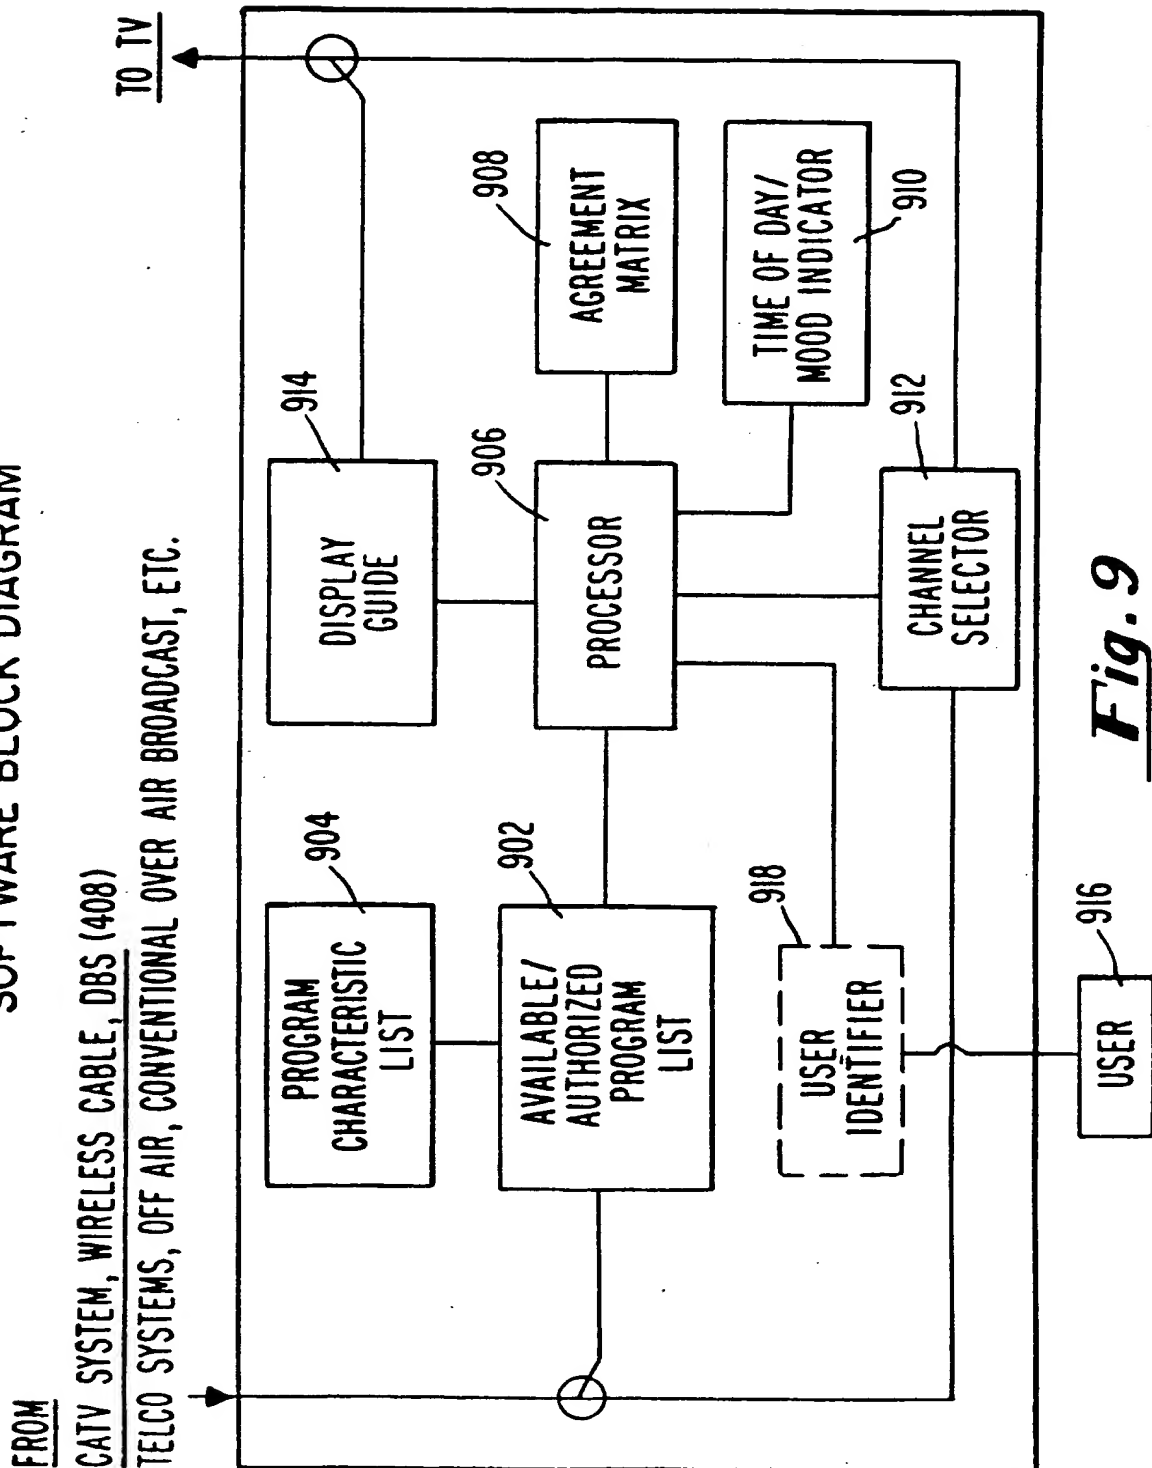 SOFTWARE BLOCK DIAGRAM
FROM
CATV SYSTEM, WIRELESS CABLE, DBS (408)
TELCO SYSTEMS, OFF AIR, CONVENTIONAL OVER AIR BROADCAST, ETC.
TO TV
904
PROGRAM
CHARACTERISTIC
LIST
914
DISPLAY
GUIDE
902
AVAILABLE/
AUTHORIZED
PROGRAM
LIST
906
PROCESSOR
908
AGREEMENT
MATRIX
918
USER
IDENTIFIER
910
TIME OF DAY/
MOOD INDICATOR
912
CHANNEL
SELECTOR
916
USER
Fig. 9